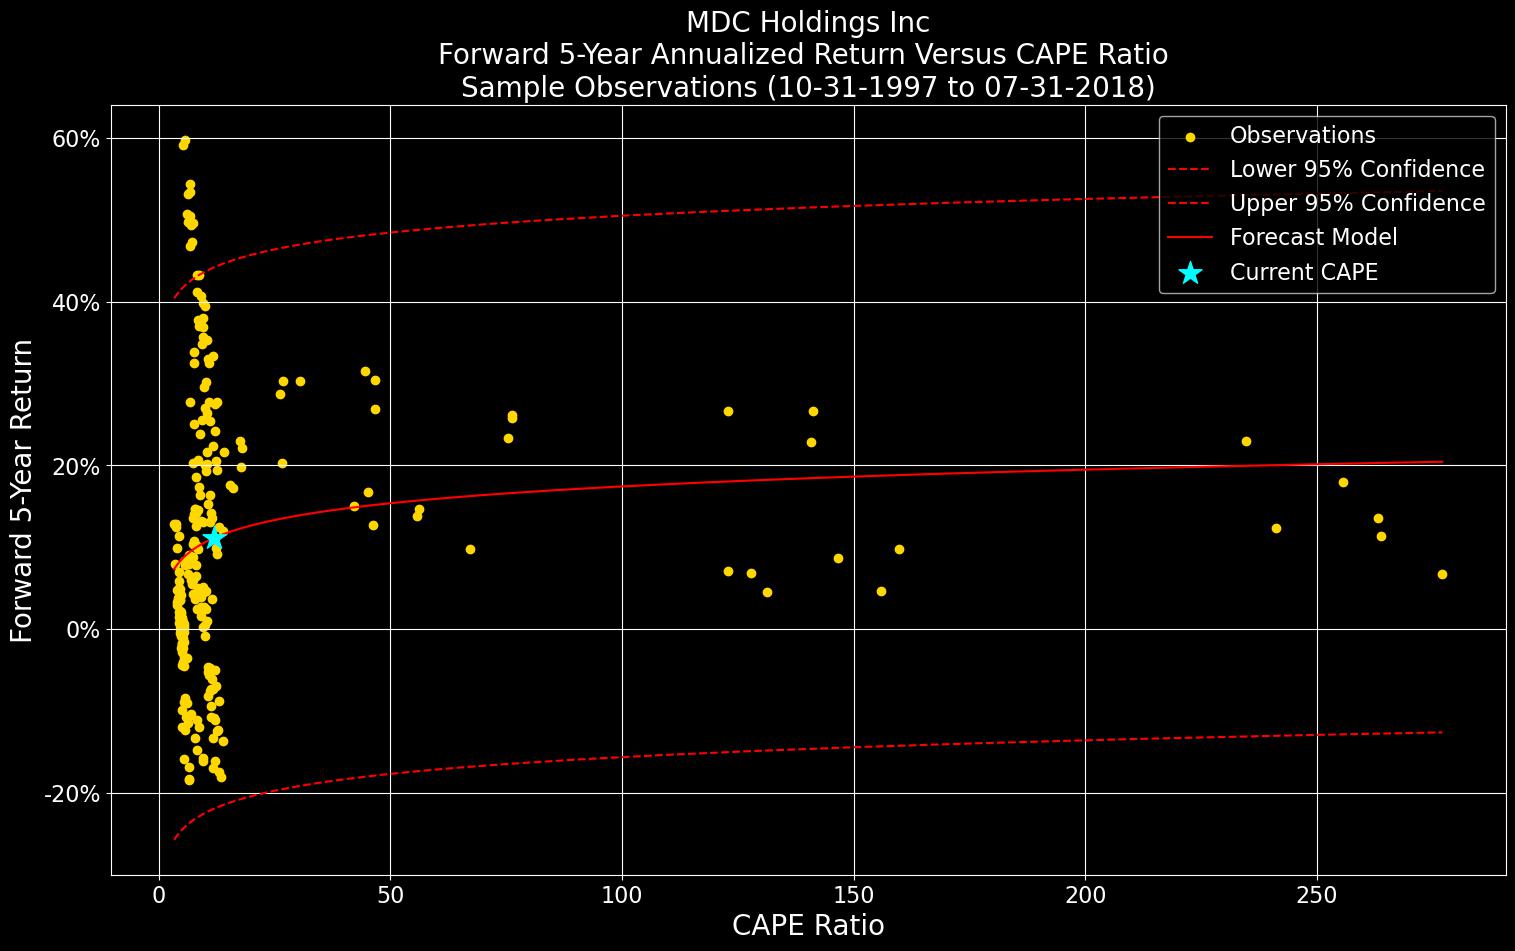 MDC Holdings Inc
Forward 5-Year Annualized Return Versus CAPE Ratio
Sample Observations (10-31-1997 to 07-31-2018)
Forward 5-Year Return
60%
40%
20%
0%
-20%
Observations
Lower 95% Confidence
Upper 95% Confidence
Forecast Model
Current CAPE
0
50
100
150
200
250
CAPE Ratio